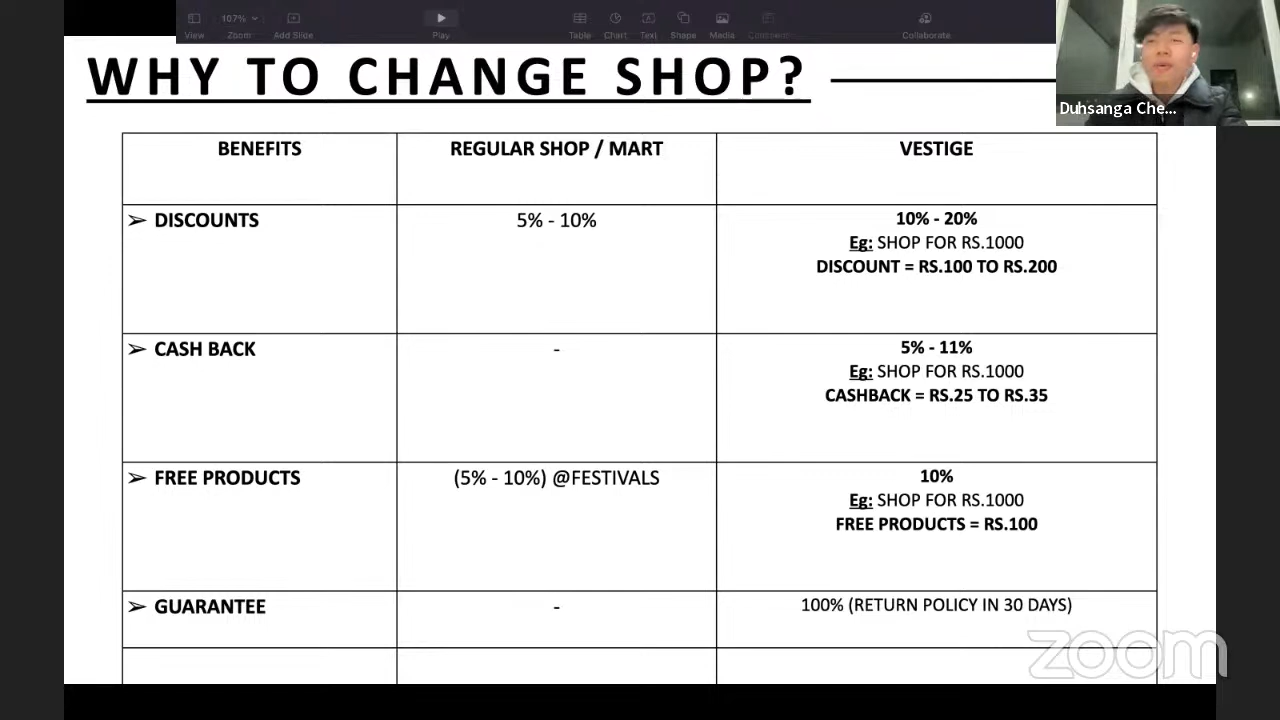 107%
View
Zoom
Add Slide
Play
Table
Chart
Text
Shape
Media
Comment
Collaborate
Duhsanga Che...
WHY TO CHANGE SHOP?
BENEFITS
REGULAR SHOP / MART
VESTIGE
➢ DISCOUNTS
5% - 10%
10% - 20%
Eg: SHOP FOR RS.1000
DISCOUNT = RS.100 TO RS.200
➢ CASH BACK
-
5% - 11%
Eg: SHOP FOR RS.1000
CASHBACK = RS.25 TO RS.35
➢ FREE PRODUCTS
(5% - 10%) @FESTIVALS
10%
Eg: SHOP FOR RS.1000
FREE PRODUCTS = RS.100
➢ GUARANTEE
-
100% (RETURN POLICY IN 30 DAYS)
zoom